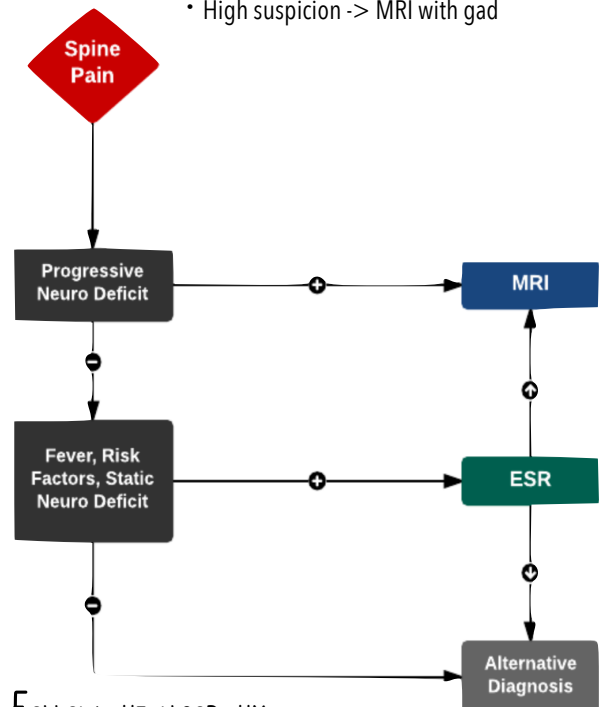 • High suspicion -> MRI with gad
Spine
Pain
Progressive
Neuro Deficit
MRI
Fever, Risk
Factors, Static
Neuro Deficit
ESR
Alternative
Diagnosis